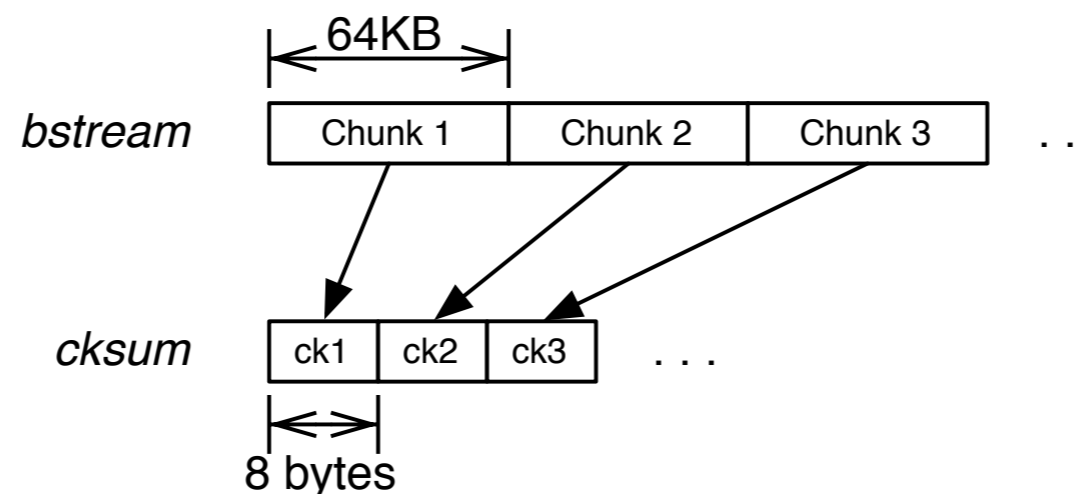 64KB
bstream Chunk 1 Chunk 2 Chunk 3 . .
cksum ck1 ck2 ck3 . . .
8 bytes